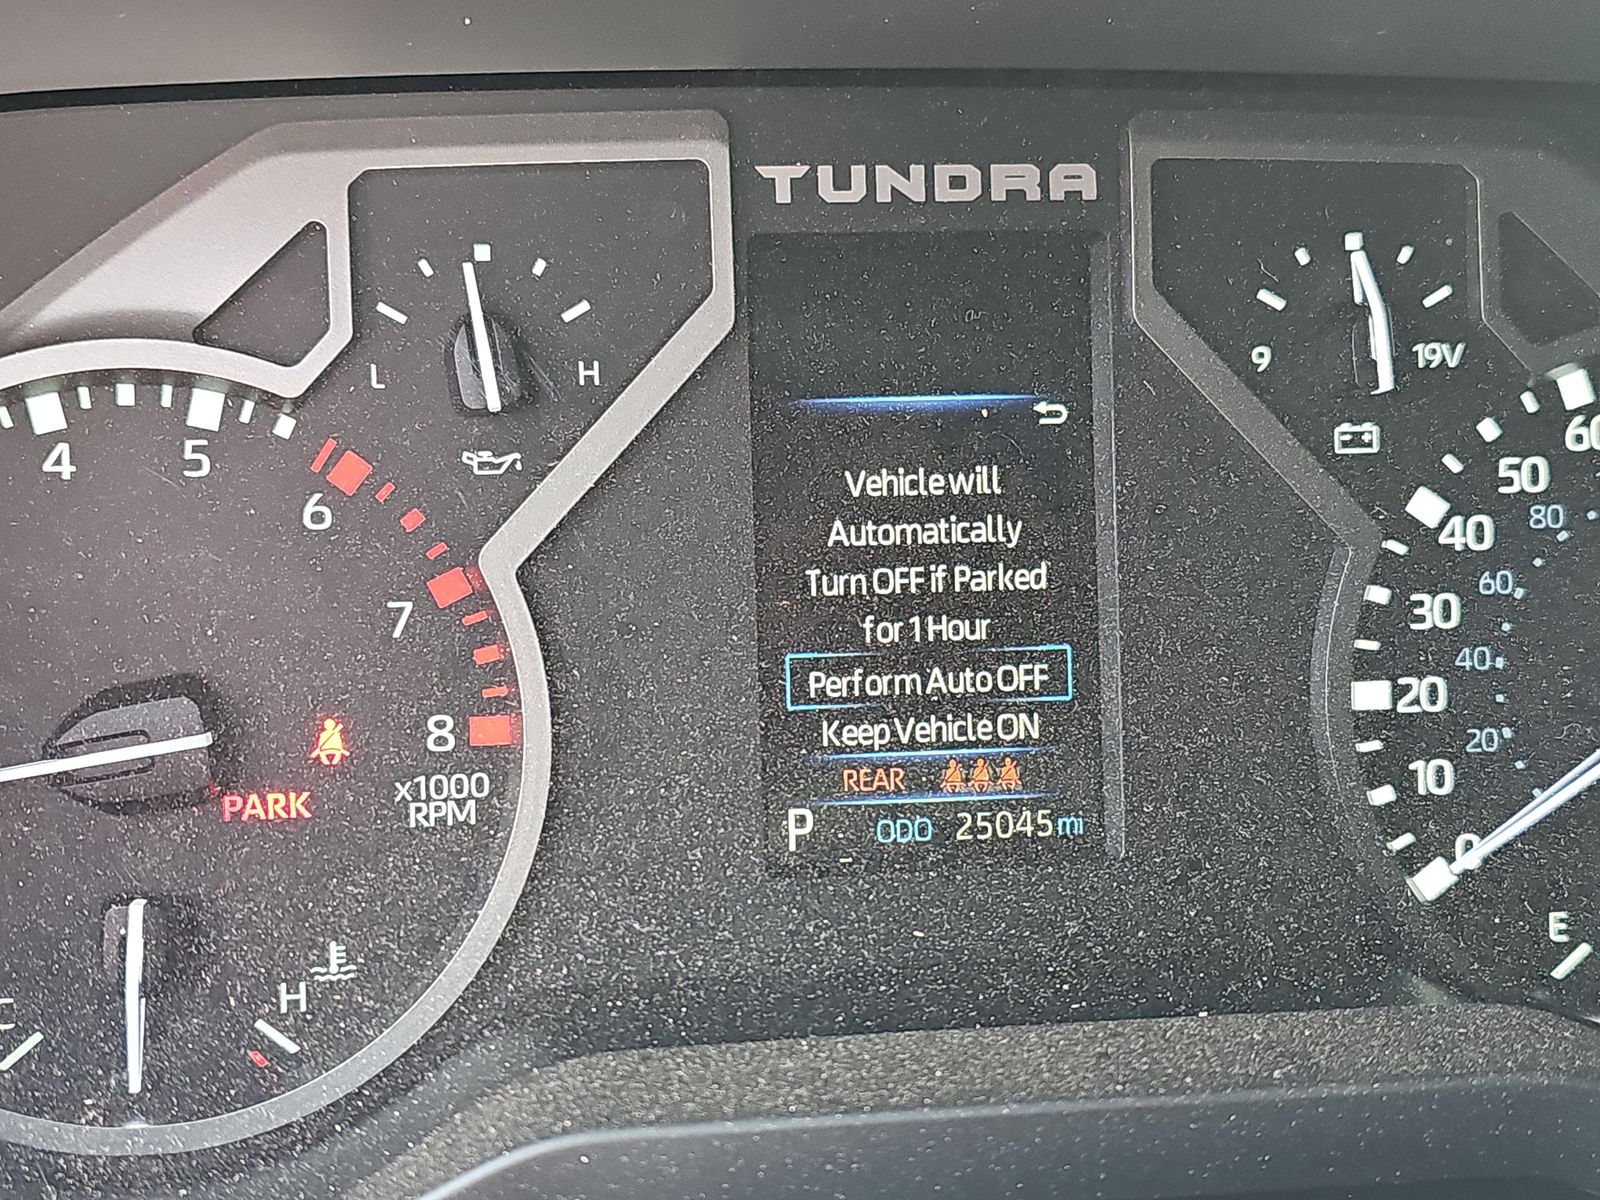 TUNDRA
L
H
9
19V
4
5
6
7
8
x1000
RPM
PARK
C
H
Vehicle will
Automatically
Turn OFF if Parked
for 1 Hour
Perform Auto OFF
Keep Vehicle ON
REAR
P ODO 25045 mi
60
50
40
30
20
10
0
80
60
40
20
E